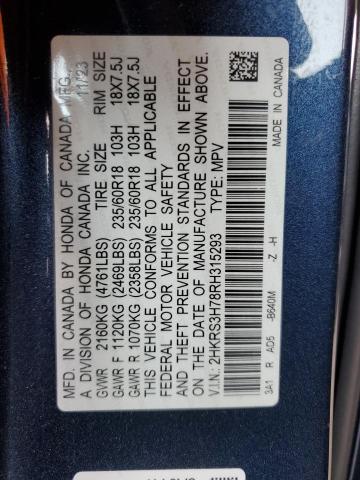 MFD. IN CANADA BY HONDA OF CANADA MFG.
A DIVISION OF HONDA CANADA INC. 11/23
TIRE SIZE RIM SIZE
GVWR 2160KG (4761LBS)
GAWR F 1120KG (2469LBS) 235/60R18 103H 18X7.5J
GAWR R 1070KG (2358LBS) 235/60R18 103H 18X7.5J
THIS VEHICLE CONFORMS TO ALL APPLICABLE
FEDERAL MOTOR VEHICLE SAFETY AND
THEFT PREVENTION STANDARDS IN EFFECT
ON THE DATE OF MANUFACTURE SHOWN ABOVE.
V.I.N.: 2HKRS3H78RH315293 TYPE: MPV
3A1 R AD5 -B640M -Z -H
MADE IN CANADA